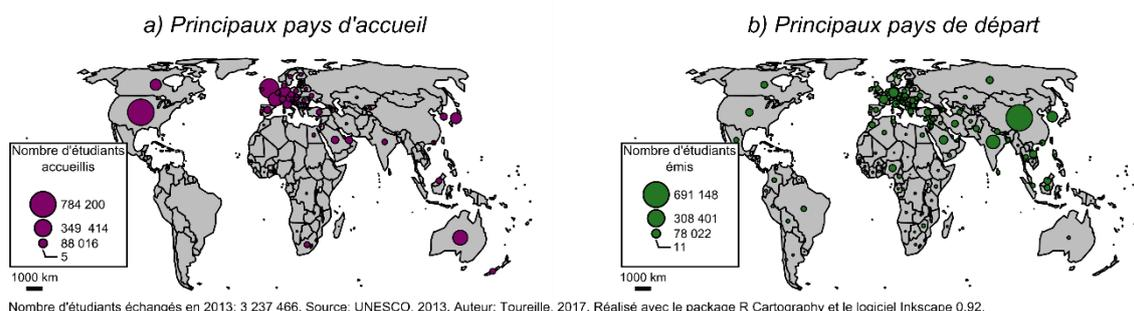 a) Principaux pays d'accueil
b) Principaux pays de départ
Nombre d'étudiants
accueillis
784 200
349 414
88 016
5
1000 km
Nombre d'étudiants
émis
691 148
308 401
78 022
11
1000 km
Nombre d'étudiants échangés en 2013: 3 237 466. Source: UNESCO, 2013. Auteur: Toureille, 2017. Réalisé avec le package R Cartography et le logiciel Inkscape 0.92.